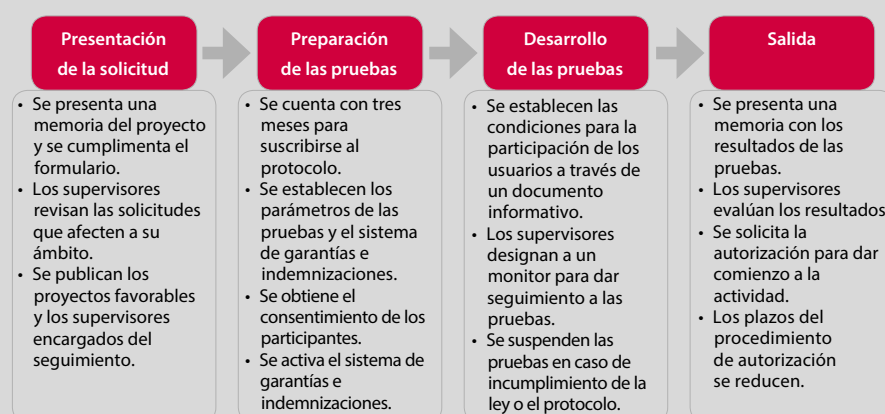 Presentación
de la solicitud
Preparación
de las pruebas
Desarrollo
de las pruebas
Salida
• Se presenta una
memoria del proyecto
y se cumplimenta el
formulario.
• Los supervisores
revisan las solicitudes
que afecten a su
ámbito.
• Se publican los
proyectos favorables
y los supervisores
encargados del
seguimiento.
• Se cuenta con tres
meses para
suscribirse al
protocolo.
• Se establecen los
parámetros de las
pruebas y el sistema
de garantías e
indemnizaciones.
• Se obtiene el
consentimiento de los
participantes.
• Se activa el sistema de
garantías e
indemnizaciones.
• Se establecen las
condiciones para la
participación de los
usuarios a través de
un documento
informativo.
• Los supervisores
designan a un
monitor para dar
seguimiento a las
pruebas.
• Se suspenden las
pruebas en caso de
incumplimiento de la
ley o el protocolo.
• Se presenta una
memoria con los
resultados de las
pruebas.
• Los supervisores
evalúan los resultados
• Se solicita la
autorización para dar
comienzo a la
actividad.
• Los plazos del
procedimiento
de autorización
se reducen.